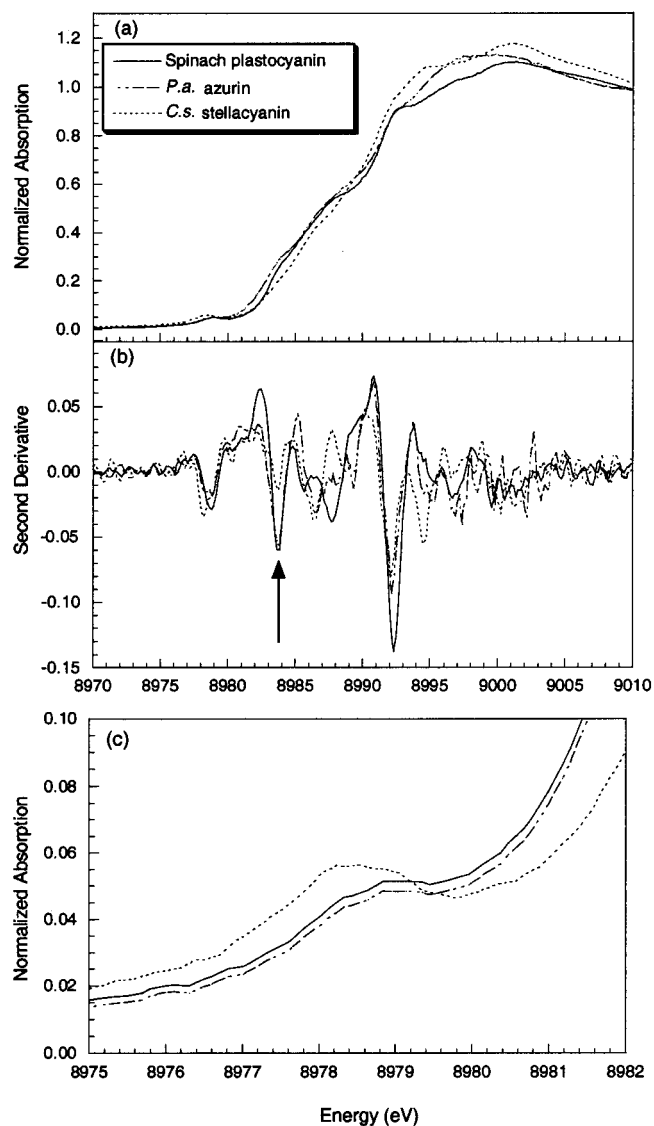 (a)
Spinach plastocyanin
P.a. azurin
C.s. stellacyanin
Normalized Absorption
1.2
1.0
0.8
0.6
0.4
0.2
0.0
(b)
Second Derivative
0.05
0.00
-0.05
-0.10
-0.15
8970 8975 8980 8985 8990 8995 9000 9005 9010
(c)
Normalized Absorption
0.10
0.08
0.06
0.04
0.02
0.00
8975 8976 8977 8978 8979 8980 8981 8982
Energy (eV)